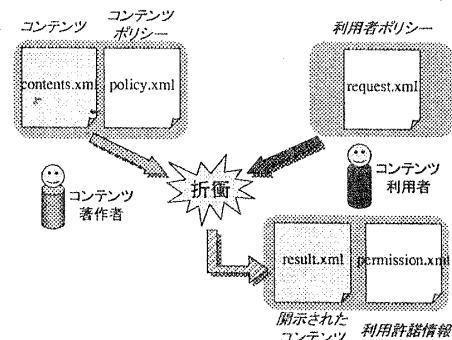 コンテンツ
コンテンツ
ポリシー
利用者ポリシー
contents.xml
policy.xml
request.xml
折衝
コンテンツ
著作者
コンテンツ
利用者
result.xml
permission.xml
開示された
コンテンツ
利用許諾情報